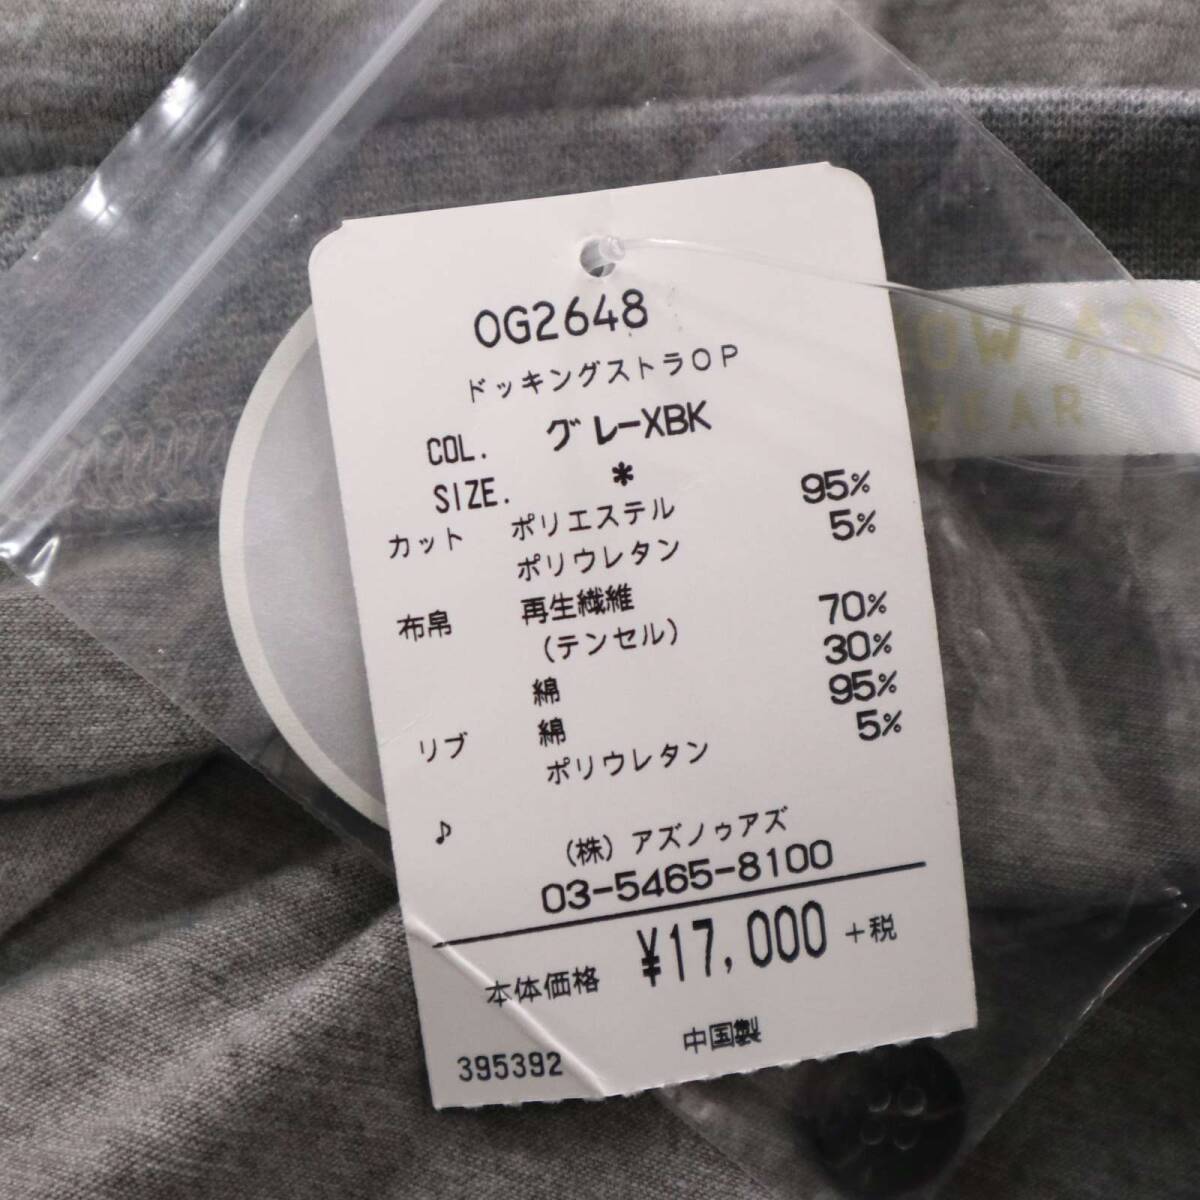 OG2648
ドッキングストラOP
COL. グレーXBK
SIZE. *
カット ポリエステル 95%
ポリウレタン 5%
布帛 再生繊維
(テンセル) 70%
綿 30%
リブ 綿 95%
ポリウレタン 5%
♪
(株)アズノゥアズ
03-5465-8100
本体価格 ¥17,000 +税
中国製
395392
OW AS
WEAR